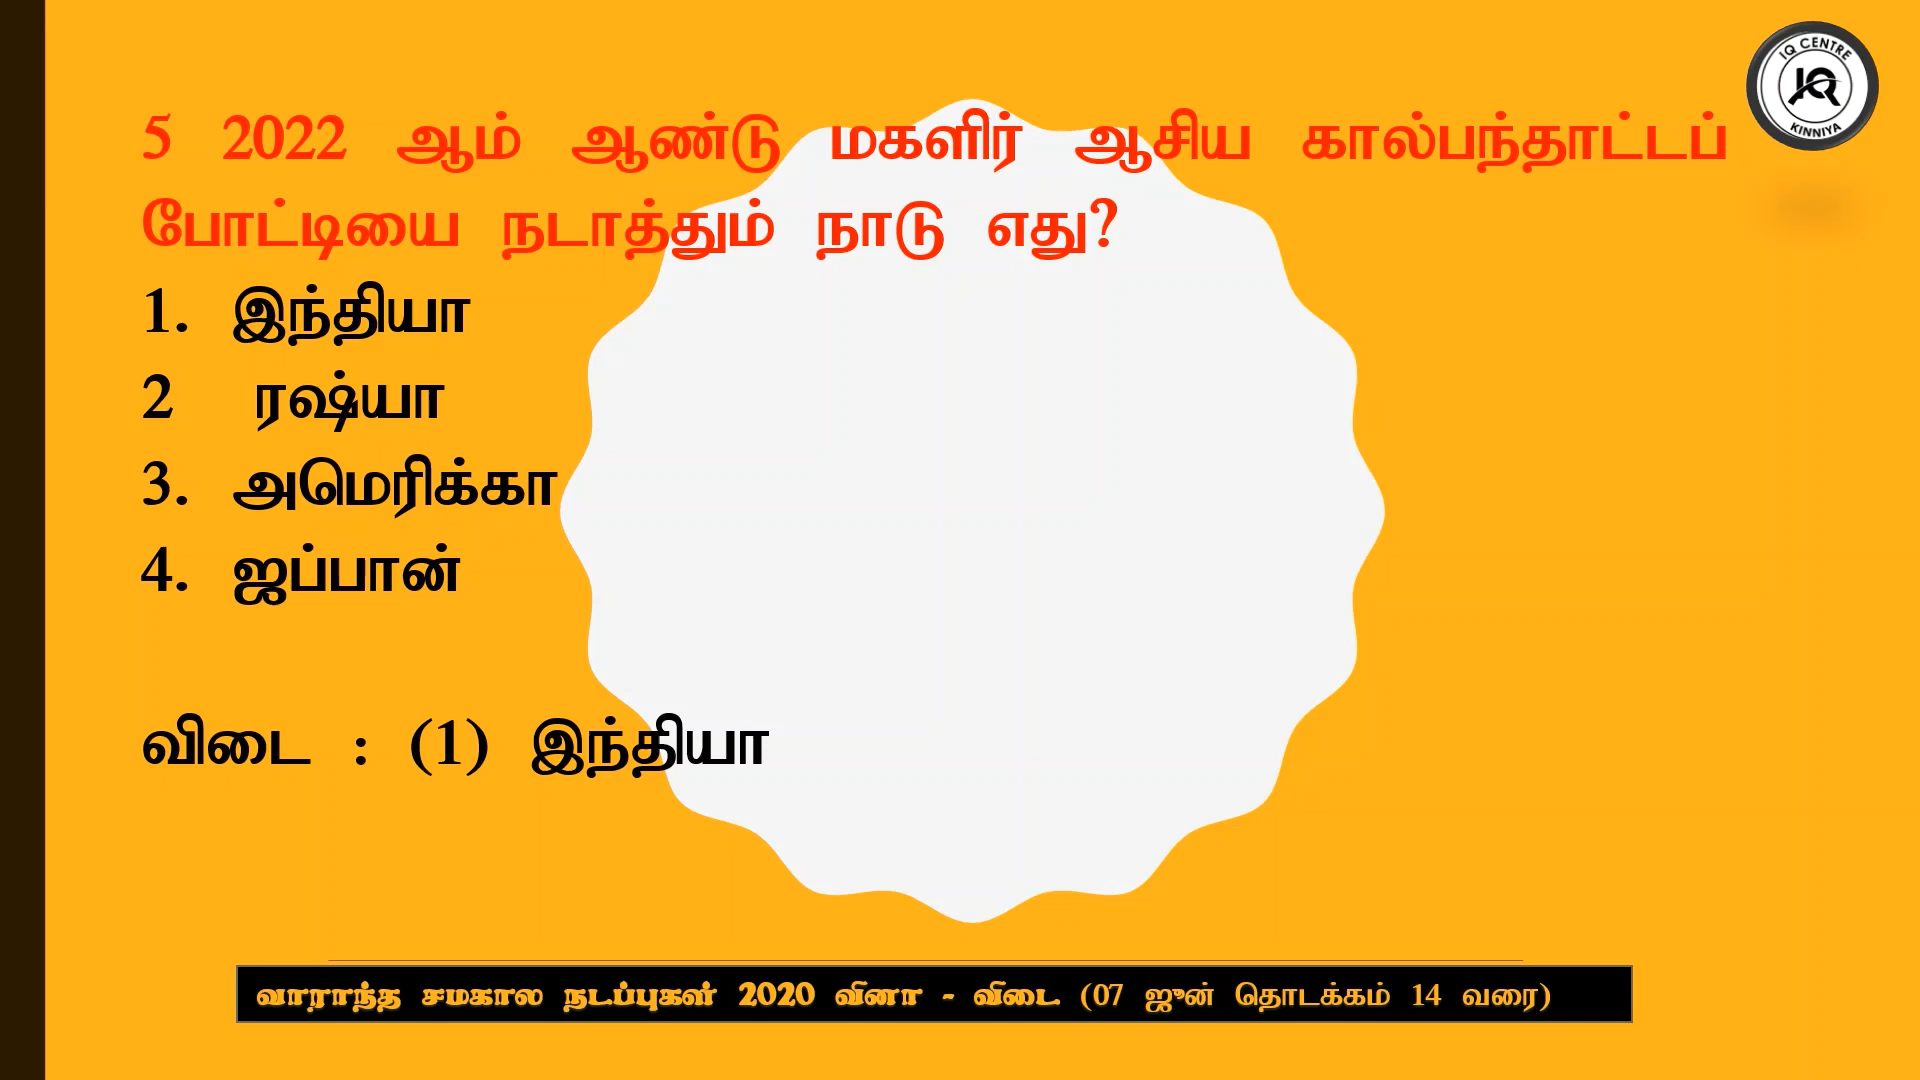 IQ CENTRE
IQ
KINNIYA
5 2022 ஆம் ஆண்டு மகளிர் ஆசிய கால்பந்தாட்டப்
போட்டியை நடாத்தும் நாடு எது?
1. இந்தியா
2 ரஷ்யா
3. அமெரிக்கா
4. ஜப்பான்
விடை : (1) இந்தியா
வாராந்த சமகால நடப்புகள் 2020 வினா - விடை (07 ஜுன் தொடக்கம் 14 வரை)